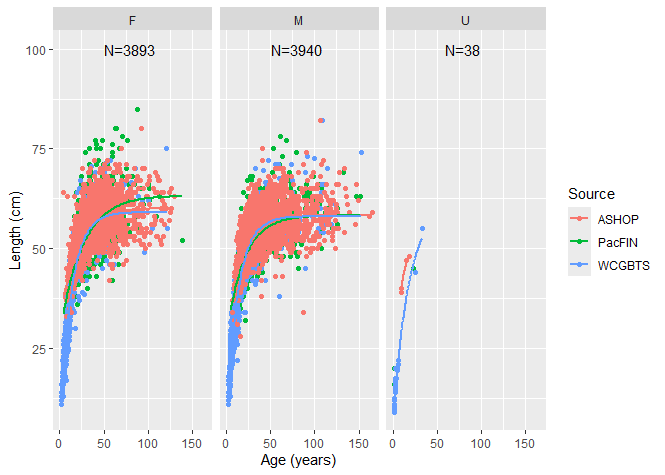 F M U
N=3893 N=3940 N=38
100
75
50
25
Length (cm)
0 50 100 150 0 50 100 150 0 50 100 150
Age (years)
Source
ASHOP
PacFIN
WCGBTS